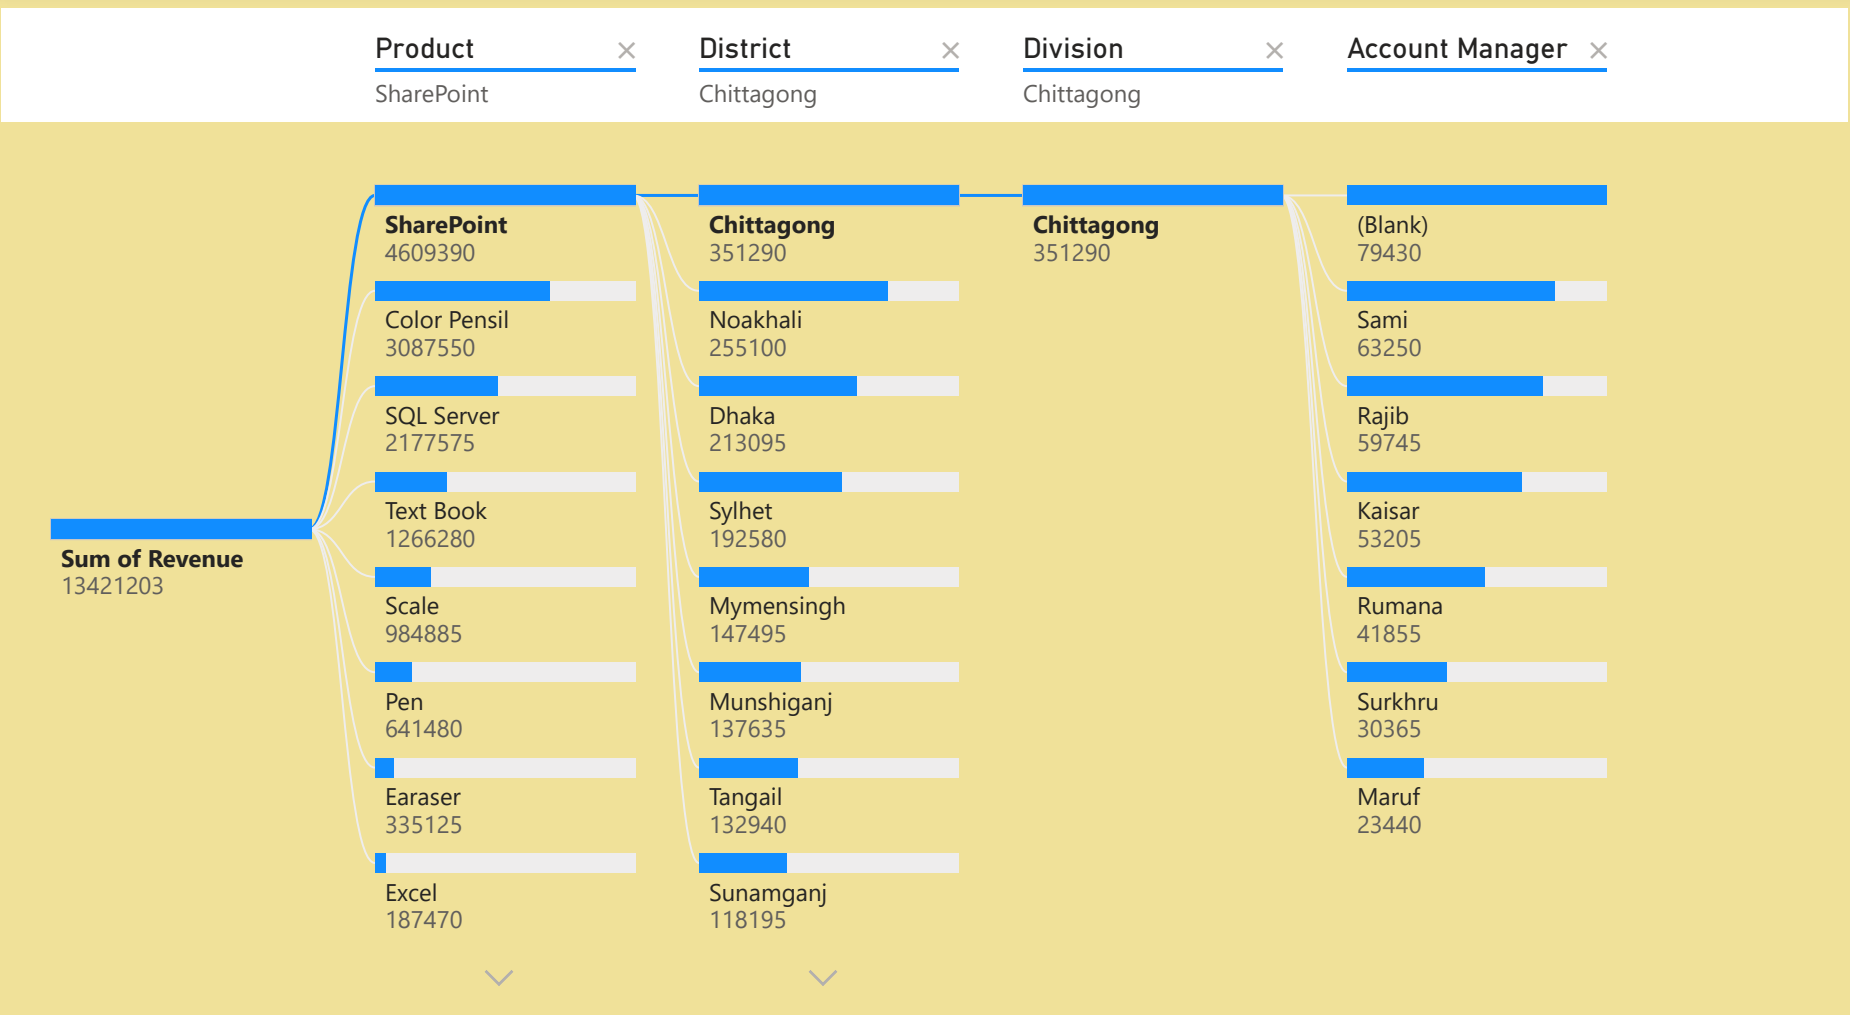 Product
SharePoint
District
Chittagong
Division
Chittagong
Account Manager
Sum of Revenue
13421203
SharePoint
4609390
Color Pensil
3087550
SQL Server
2177575
Text Book
1266280
Scale
984885
Pen
641480
Earaser
335125
Excel
187470
Chittagong
351290
Noakhali
255100
Dhaka
213095
Sylhet
192580
Mymensingh
147495
Munshiganj
137635
Tangail
132940
Sunamganj
118195
Chittagong
351290
(Blank)
79430
Sami
63250
Rajib
59745
Kaisar
53205
Rumana
41855
Surkhru
30365
Maruf
23440